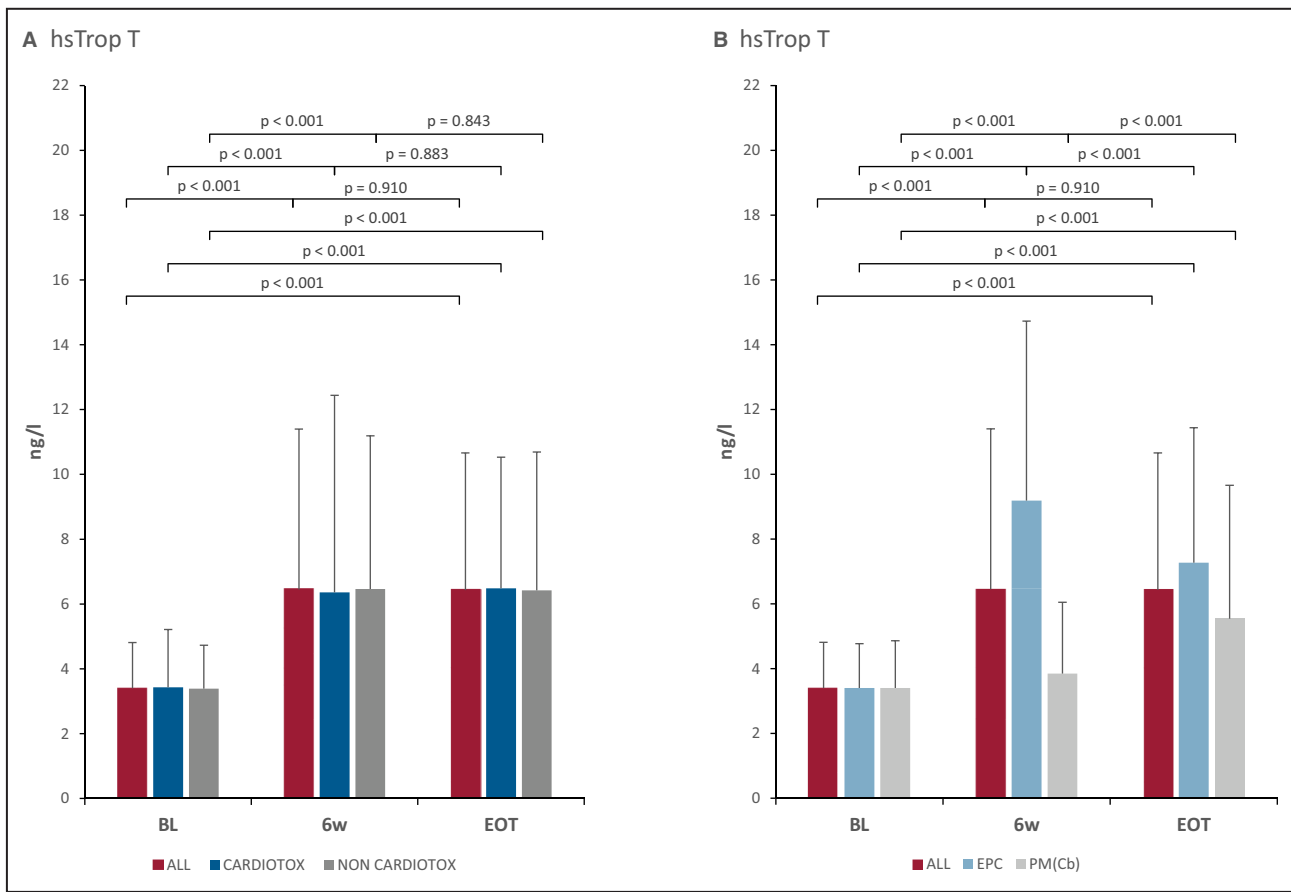 A hsTrop T
22
20
18
16
14
12
10
8
6
4
2
0
ng/l
p < 0.001 p = 0.843
p < 0.001 p = 0.883
p < 0.001 p = 0.910
p < 0.001
p < 0.001
p < 0.001
BL 6w EOT
ALL CARDIOTOX NON CARDIOTOX
B hsTrop T
22
20
18
16
14
12
10
8
6
4
2
0
ng/l
p < 0.001 p < 0.001
p < 0.001 p < 0.001
p < 0.001 p = 0.910
p < 0.001
p < 0.001
p < 0.001
BL 6w EOT
ALL EPC PM(Cb)